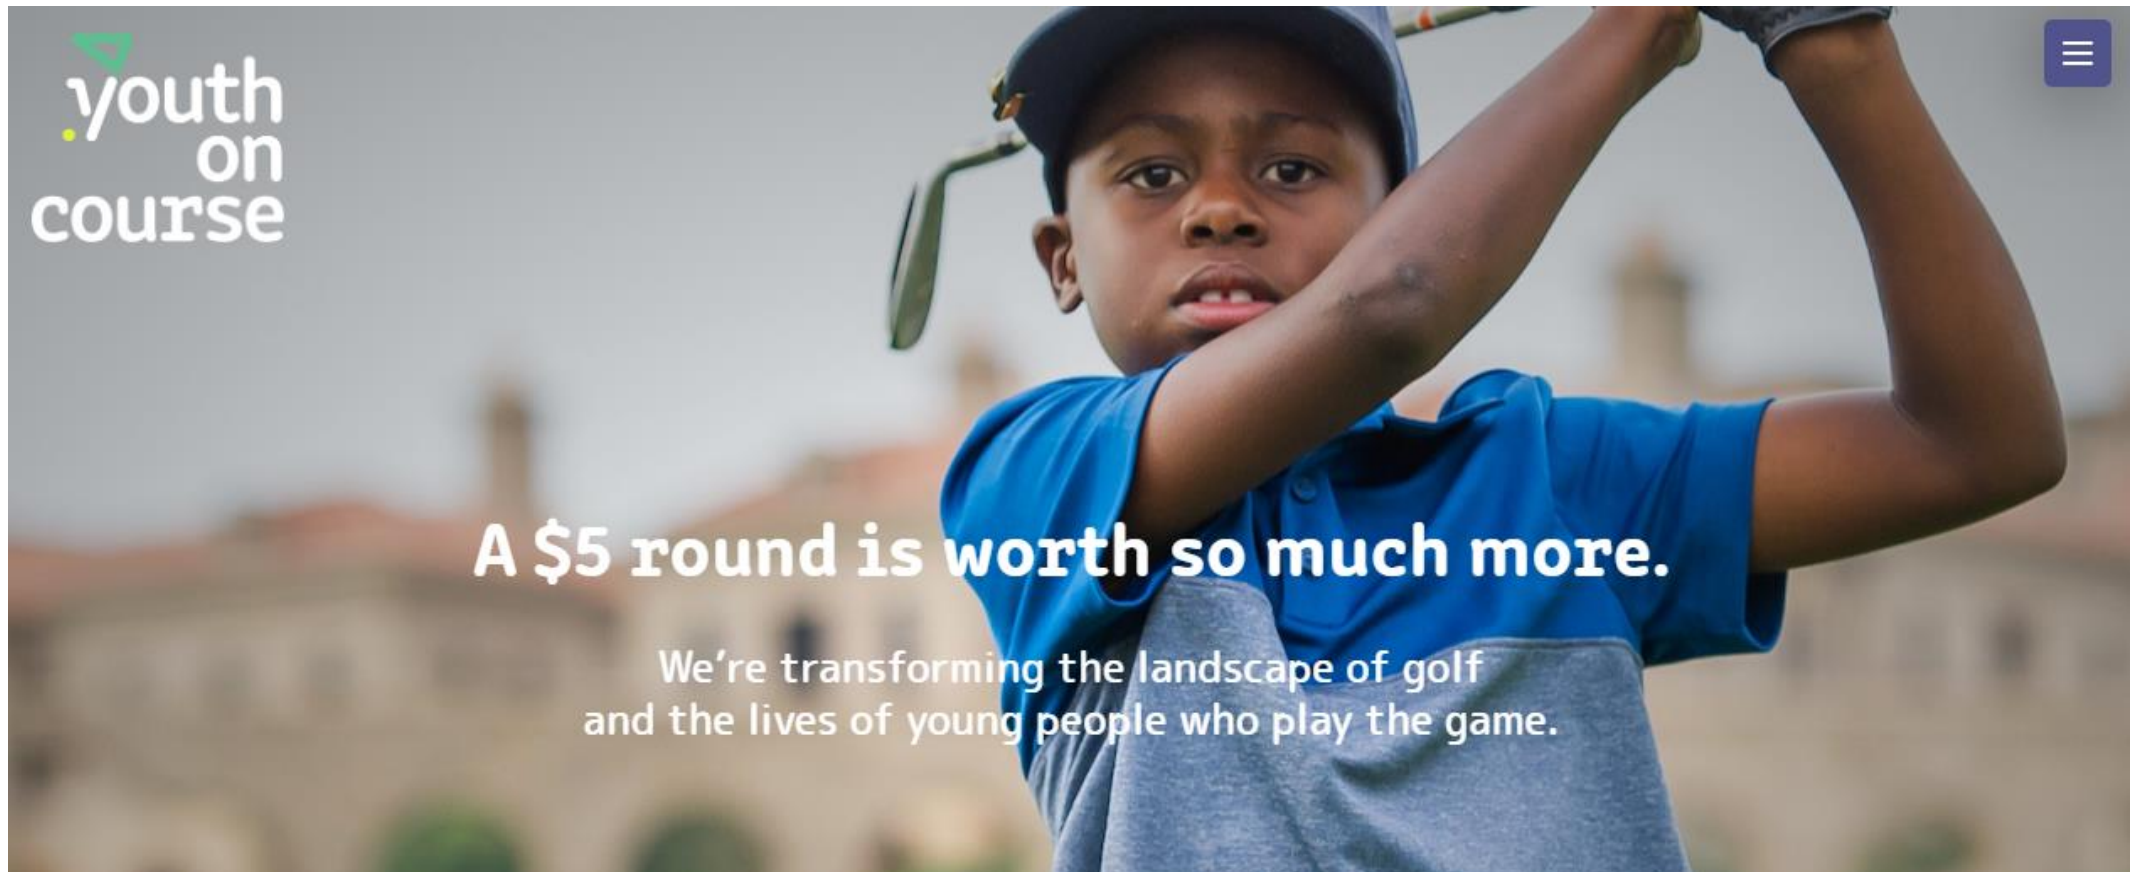 youth
on
course
A $5 round is worth so much more.
We’re transforming the landscape of golf
and the lives of young people who play the game.